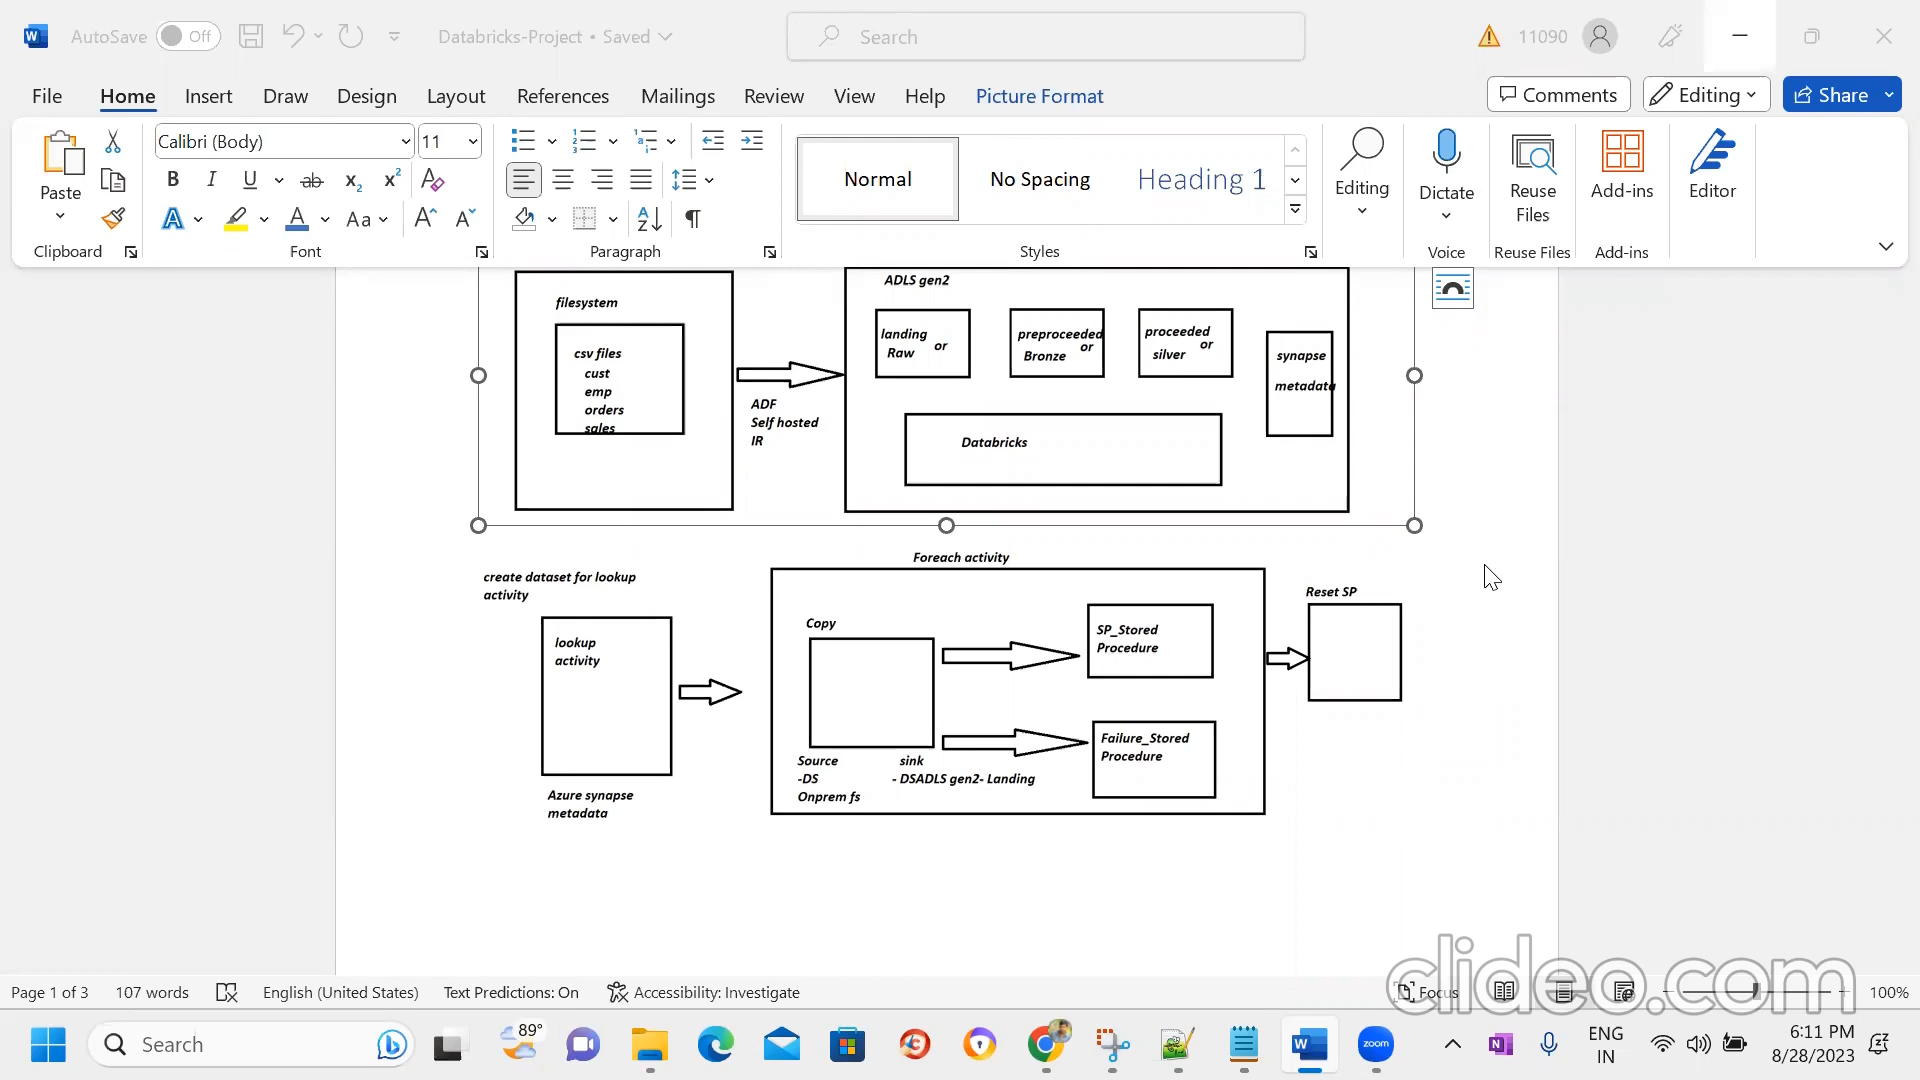 AutoSave Off Databricks-Project • Saved Search 11090
File Home Insert Draw Design Layout References Mailings Review View Help Picture Format Comments Editing Share
Calibri (Body) 11
Paste
Normal No Spacing Heading 1
Editing Dictate Reuse Files Add-ins Editor
Clipboard Font Paragraph Styles Voice Reuse Files Add-ins
filesystem
csv files
cust
emp
orders
sales
ADF
Self hosted
IR
ADLS gen2
landing or
Raw
preproceeded or
Bronze
proceeded or
silver
synapse
metadata
Databricks
create dataset for lookup
activity
lookup
activity
Azure synapse
metadata
Foreach activity
Copy
Source
-DS
Onprem fs
sink
- DSADLS gen2- Landing
SP_Stored
Procedure
Failure_Stored
Procedure
Reset SP
clideo.com
Page 1 of 3 107 words English (United States) Text Predictions: On Accessibility: Investigate Focus 100%
Search 89° zoom ENG
IN
6:11 PM
8/28/2023